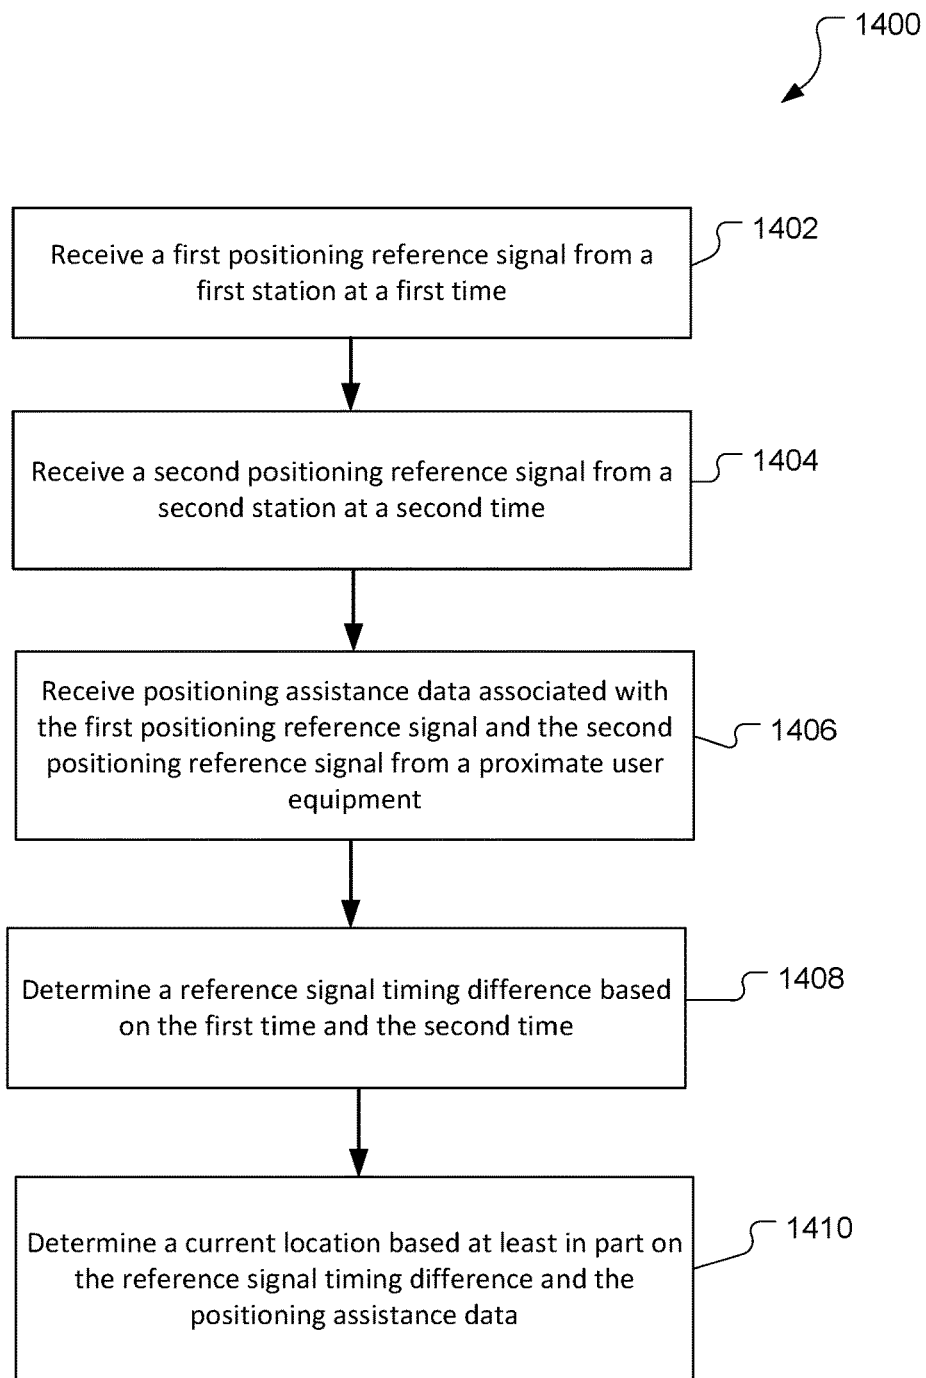 1400
Receive a first positioning reference signal from a
first station at a first time
1402
Receive a second positioning reference signal from a
second station at a second time
1404
Receive positioning assistance data associated with
the first positioning reference signal and the second
positioning reference signal from a proximate user
equipment
1406
Determine a reference signal timing difference based
on the first time and the second time
1408
Determine a current location based at least in part on
the reference signal timing difference and the
positioning assistance data
1410